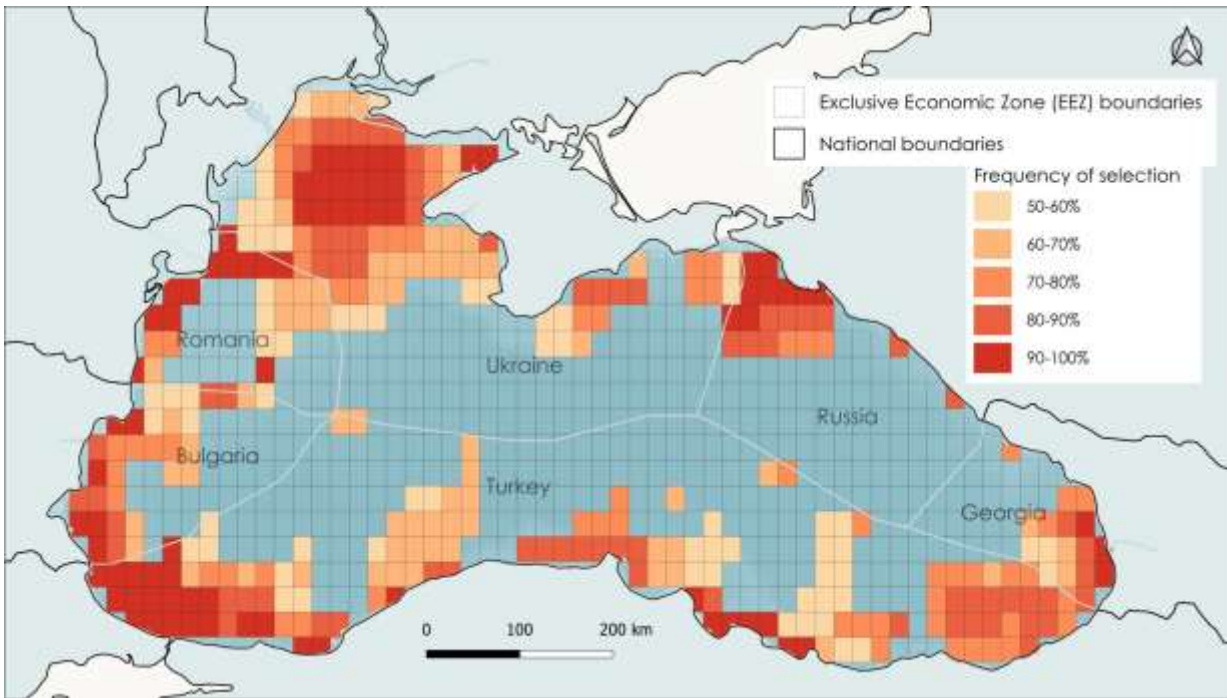 Exclusive Economic Zone (EEZ) boundaries
National boundaries
Frequency of selection
50-60%
60-70%
70-80%
80-90%
90-100%
Romania
Ukraine
Russia
Bulgaria
Turkey
Georgia
0 100 200 km